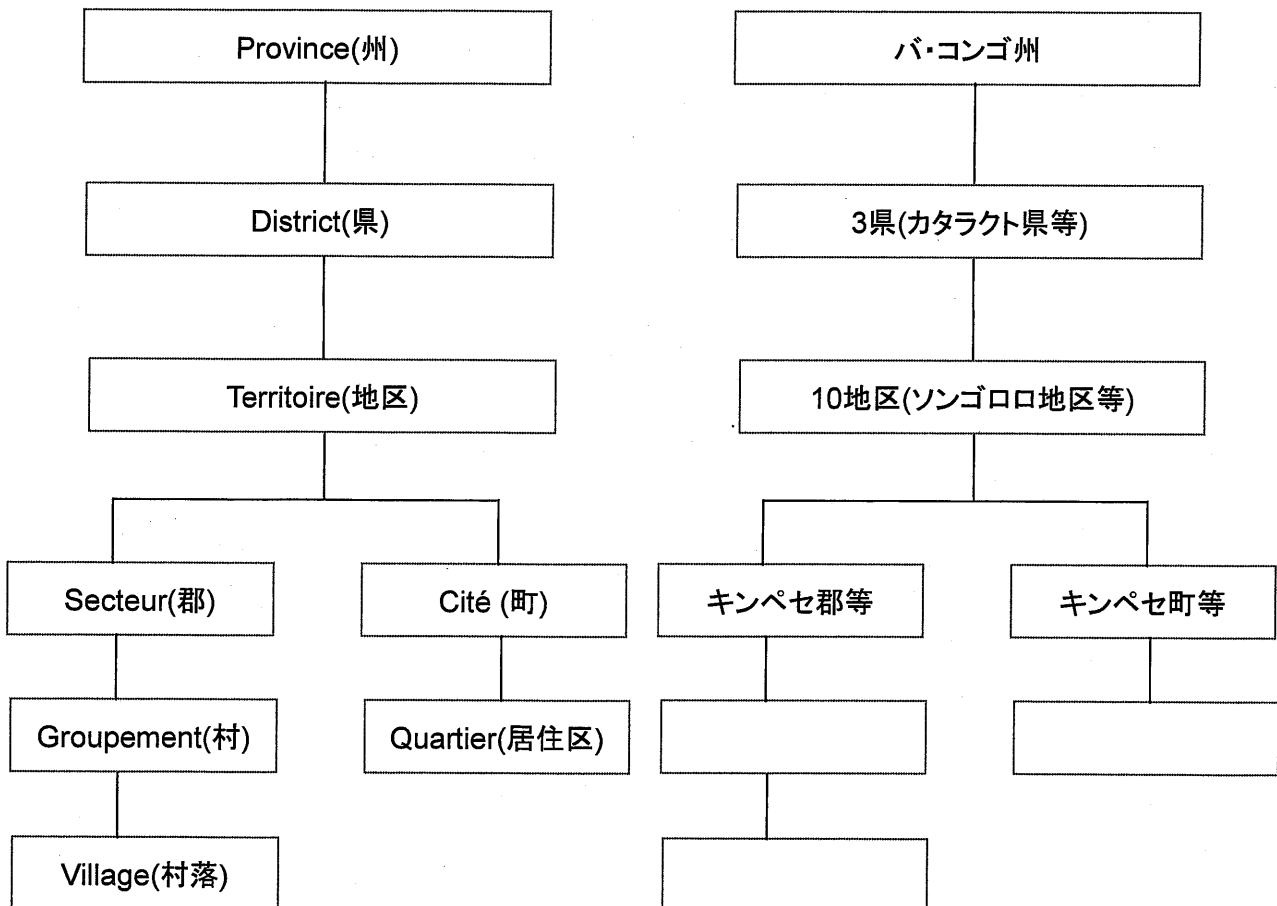 Province(州)
District(県)
Territoire(地区)
Secteur(郡)
Cité (町)
Groupement(村)
Quartier(居住区)
Village(村落)
バ・コンゴ州
3県(カタラクト県等)
10地区(ソンゴロロ地区等)
キンペセ郡等
キンペセ町等